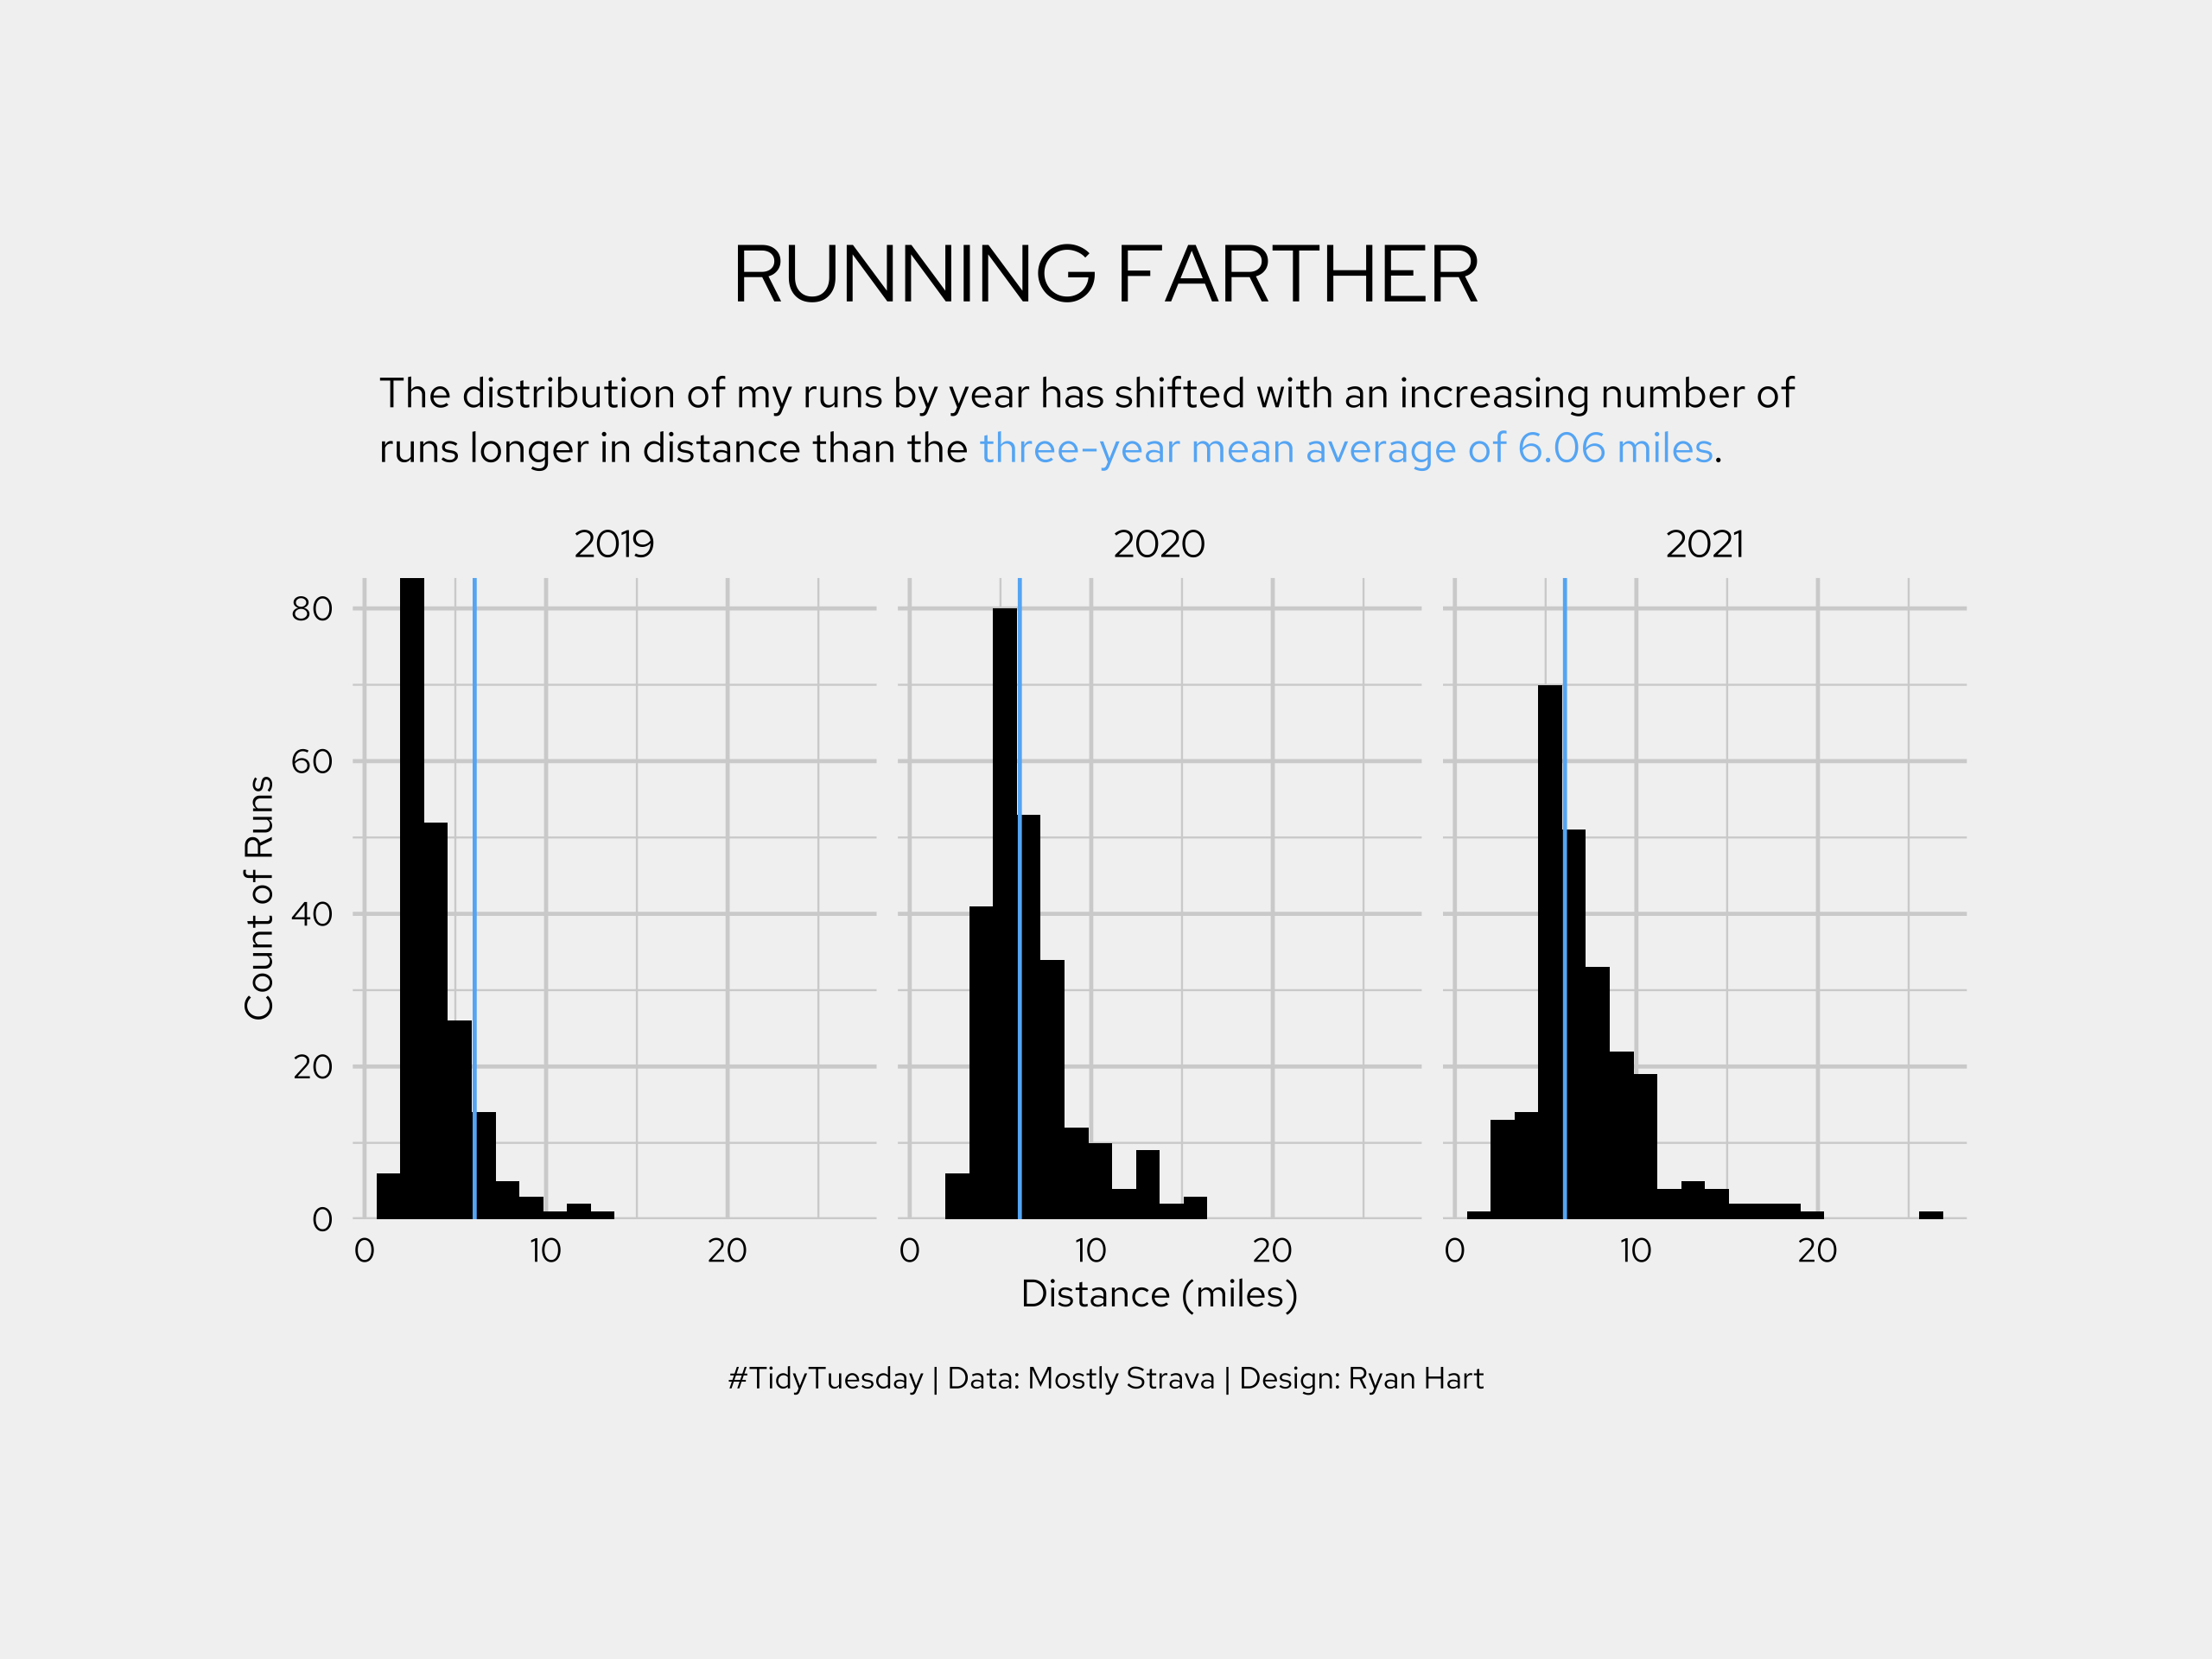 RUNNING FARTHER
The distribution of my runs by year has shifted with an increasing number of
runs longer in distance than the three-year mean average of 6.06 miles.
2019
2020
2021
Count of Runs
80
60
40
20
0
0 10 20
0 10 20
0 10 20
Distance (miles)
#TidyTuesday | Data: Mostly Strava | Design: Ryan Hart